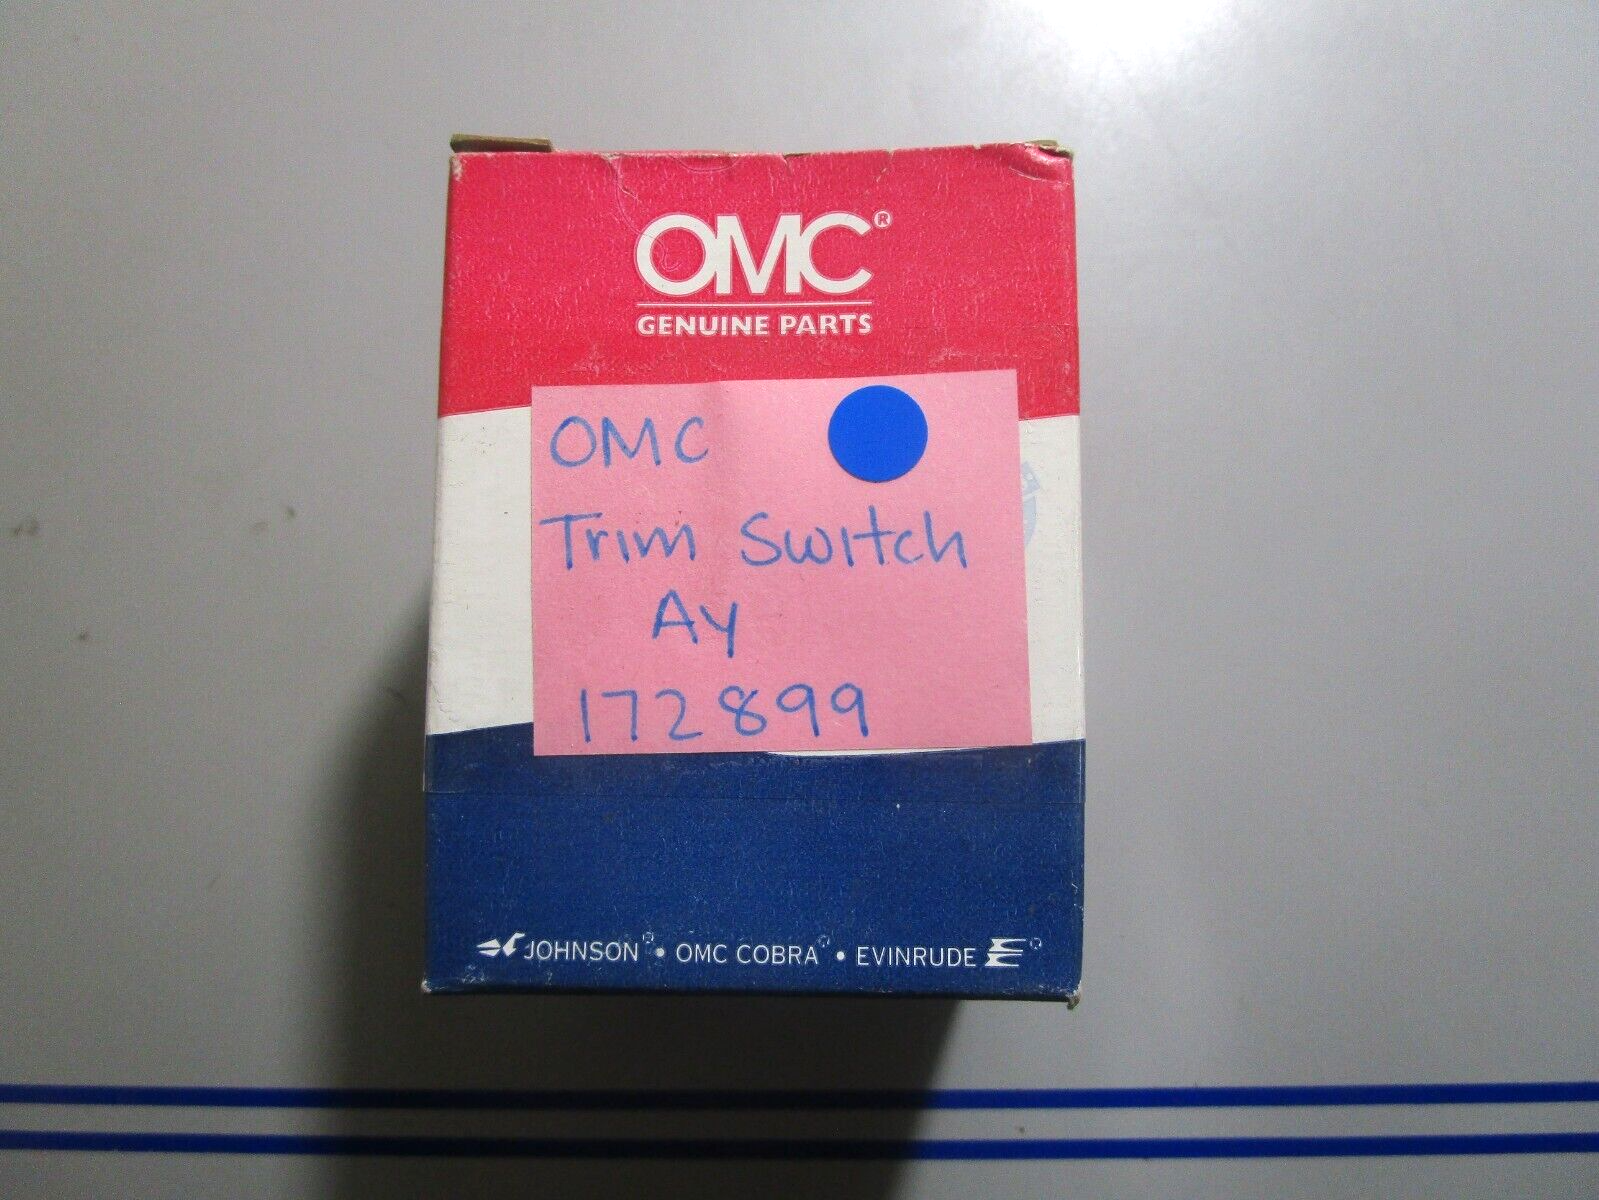 OMC®
GENUINE PARTS
OMC
Trim Switch
Ay
172899
JOHNSON® • OMC COBRA® • EVINRUDE ®